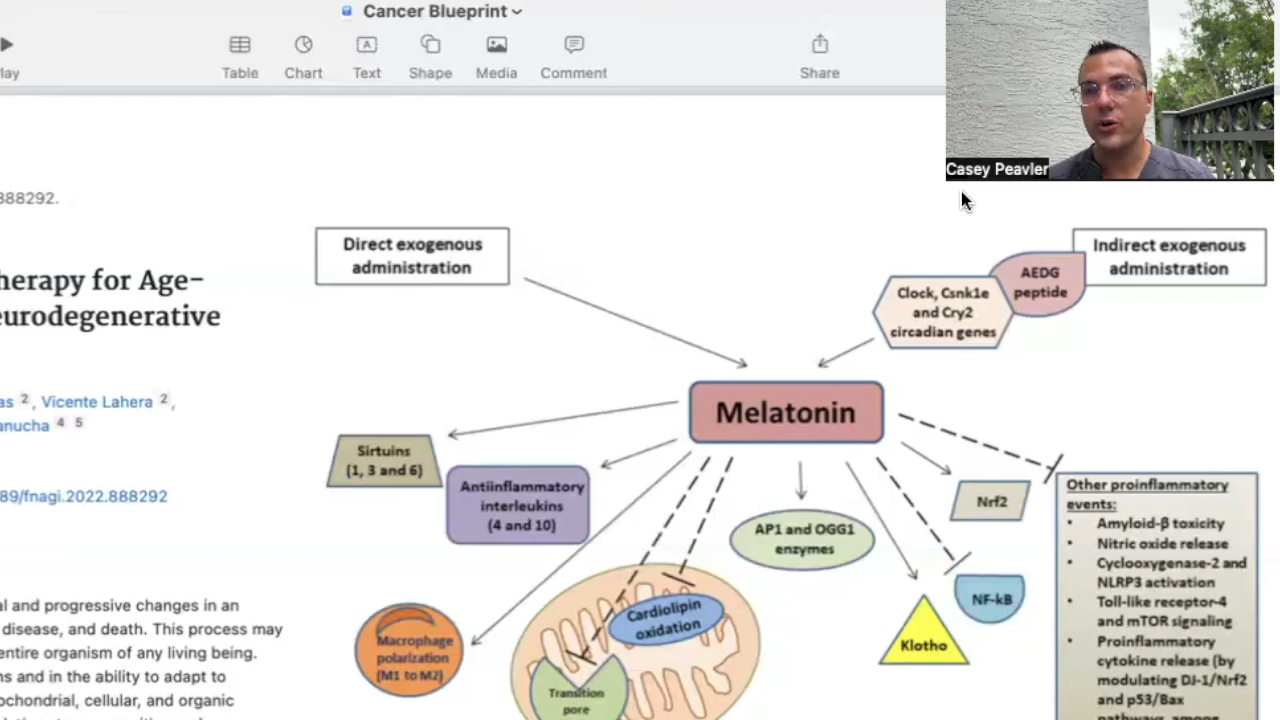 Cancer Blueprint
lay
Table
Chart
Text
Shape
Media
Comment
Share
Casey Peavler
888292.
herapy for Age-
eurodegenerative
as 2, Vicente Lahera 2,
anucha 4 5
89/fnagi.2022.888292
al and progressive changes in an
disease, and death. This process may
entire organism of any living being.
ns and in the ability to adapt to
ochondrial, cellular, and organic
Direct exogenous
administration
Indirect exogenous
administration
AEDG
peptide
Clock, Csnk1e
and Cry2
circadian genes
Melatonin
Sirtuins
(1, 3 and 6)
Antiinflammatory
interleukins
(4 and 10)
AP1 and OGG1
enzymes
Nrf2
NF-kB
Klotho
Macrophage
polarization
(M1 to M2)
Cardiolipin
oxidation
Transition
pore
Other proinflammatory
events:
• Amyloid-β toxicity
• Nitric oxide release
• Cyclooxygenase-2 and
NLRP3 activation
• Toll-like receptor-4
and mTOR signaling
• Proinflammatory
cytokine release (by
modulating DJ-1/Nrf2
and p53/Bax
pathways, among